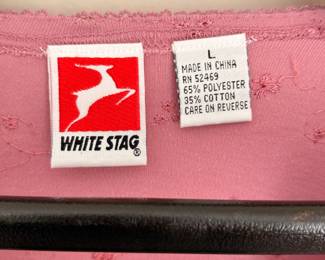 WHITE STAG®
L
MADE IN CHINA
RN 52469
65% POLYESTER
35% COTTON
CARE ON REVERSE